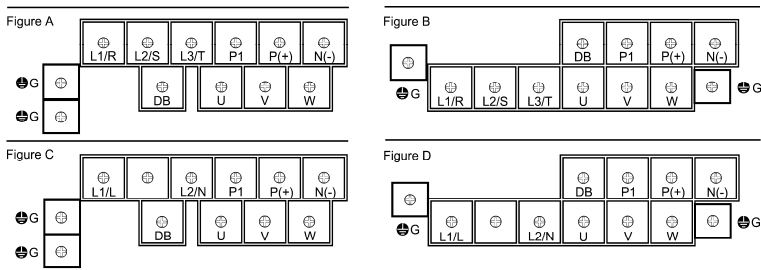 Figure A
L1/R L2/S L3/T P1 P(+) N(-)
G
DB U V W
G
Figure B
DB P1 P(+) N(-)
G L1/R L2/S L3/T U V W G
Figure C
L1/L L2/N P1 P(+) N(-)
G
DB U V W
G
Figure D
DB P1 P(+) N(-)
G L1/L L2/N U V W G